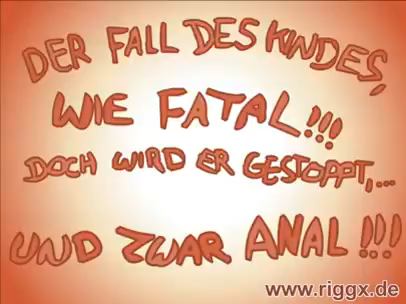 DER FALL DES KINDES,
WIE FATAL!!!
DOCH WIRD ER GESTOPPT,...
UND ZWAR ANAL!!!
www.riggx.de